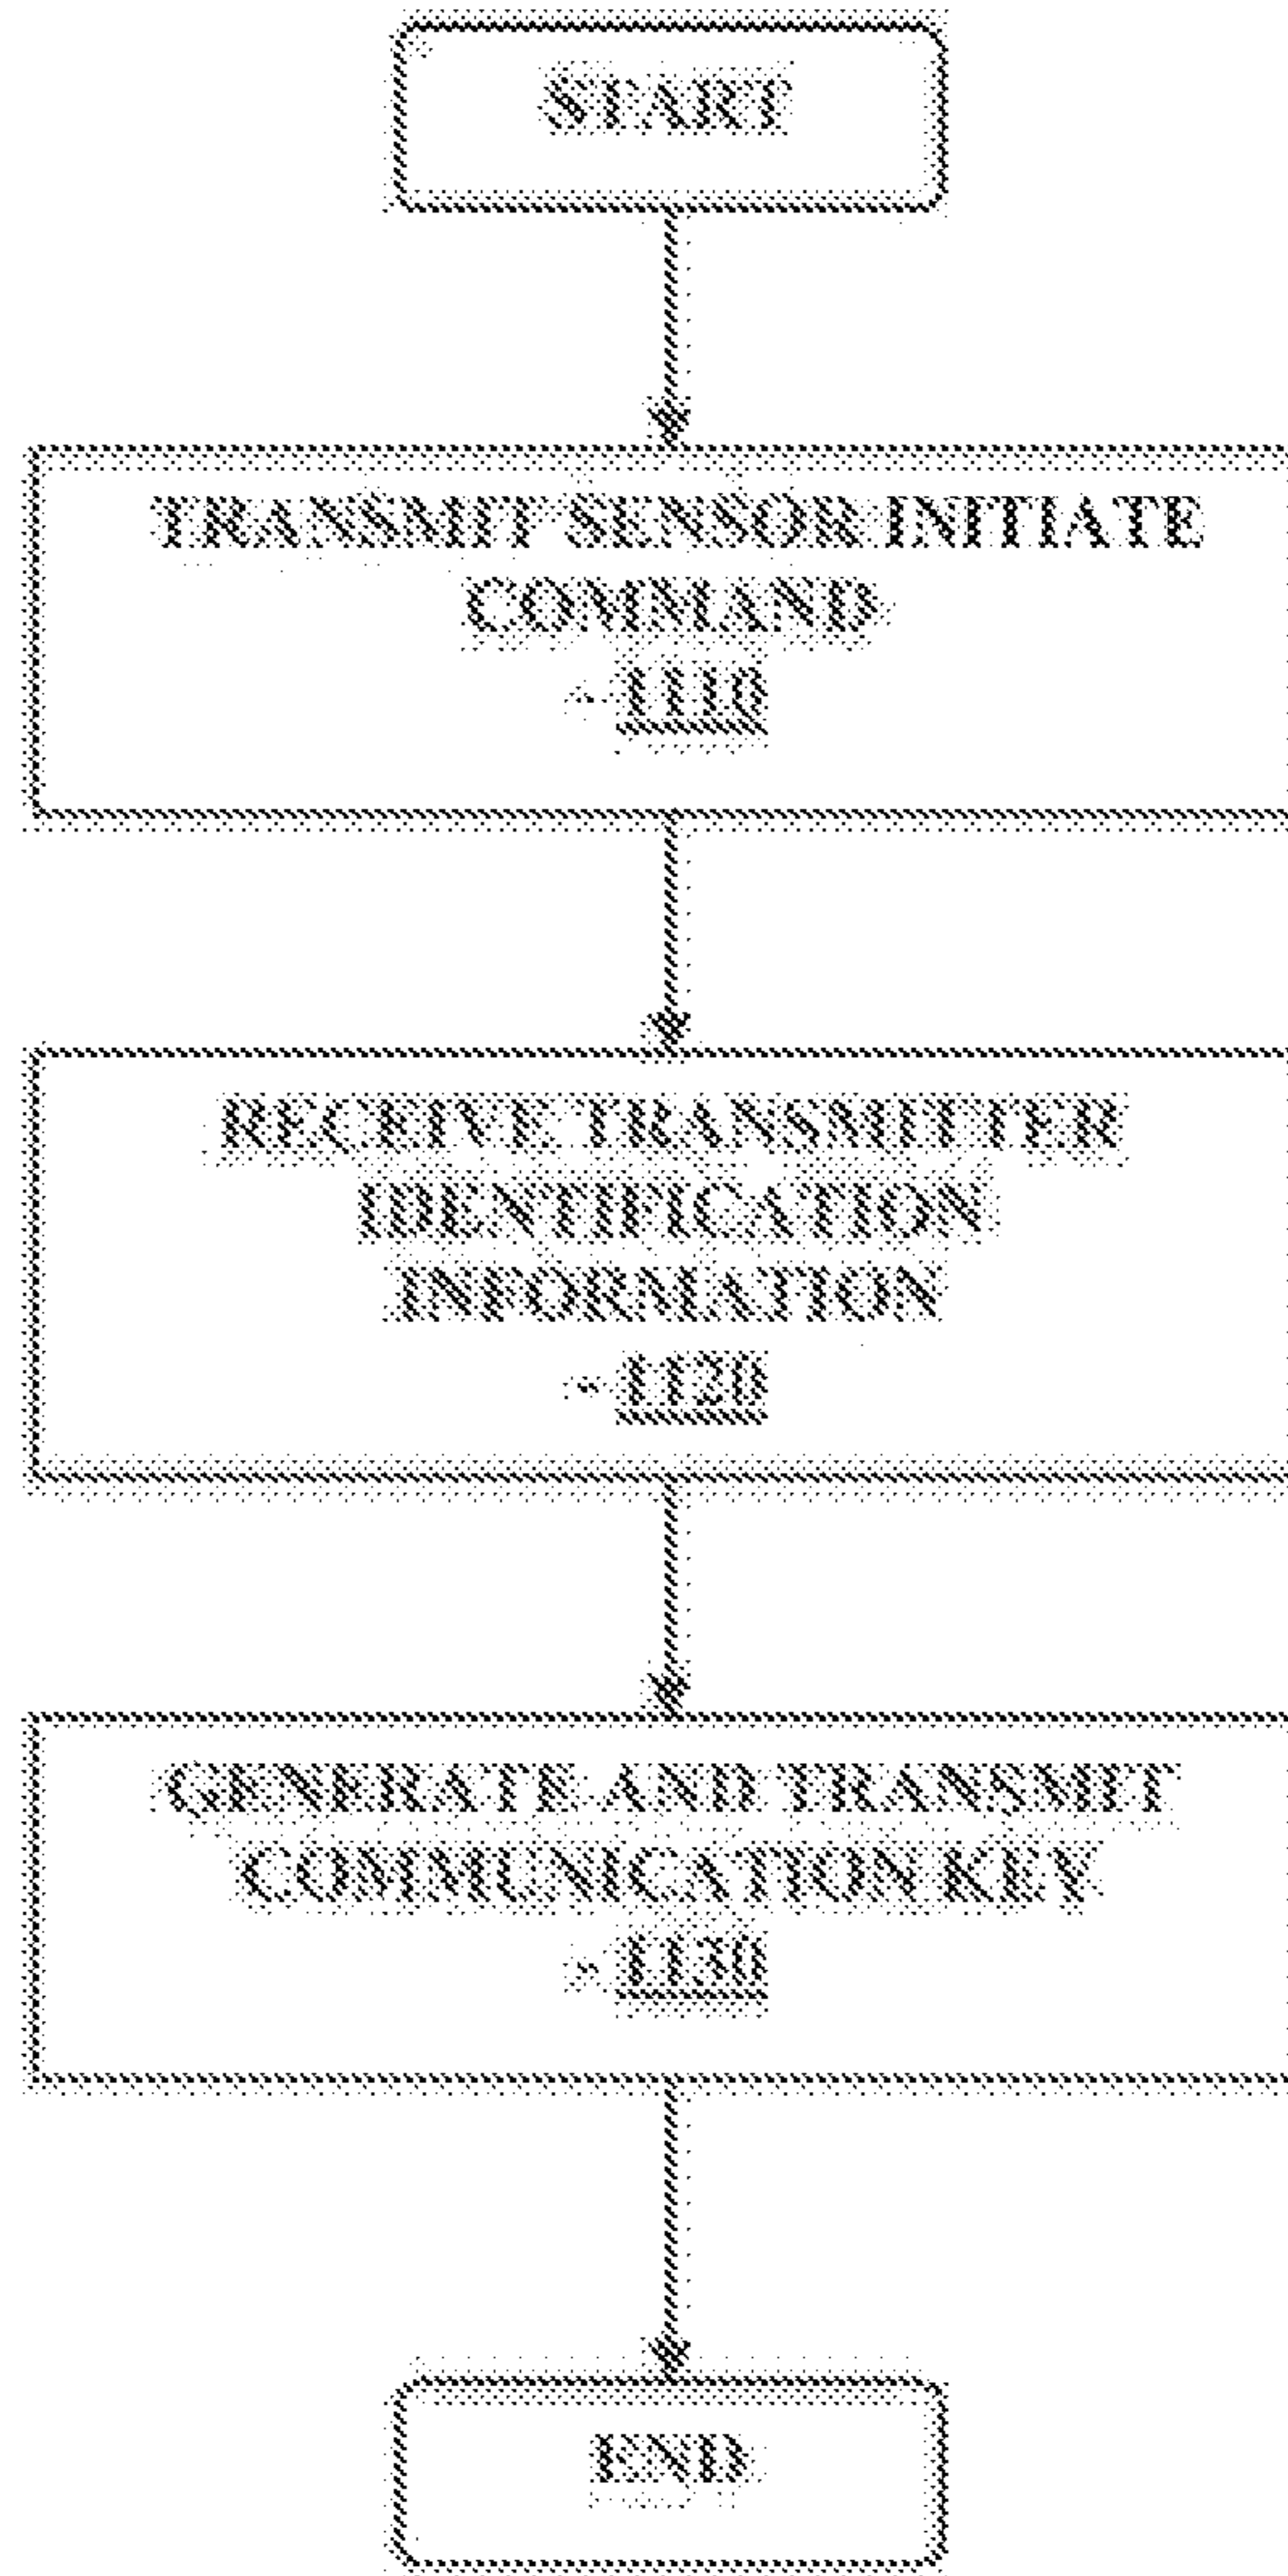 START
TRANSMIT SENSOR INITIATE
COMMAND
~ 1110
RECEIVE TRANSMITTER
IDENTIFICATION
INFORMATION
~ 1120
GENERATE AND TRANSMIT
COMMUNICATION KEY
~ 1130
END